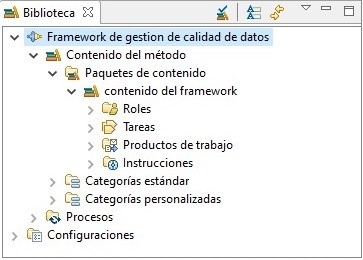 Biblioteca
Framework de gestion de calidad de datos
Contenido del método
Paquetes de contenido
contenido del framework
Roles
Tareas
Productos de trabajo
Instrucciones
Categorías estándar
Categorías personalizadas
Procesos
Configuraciones